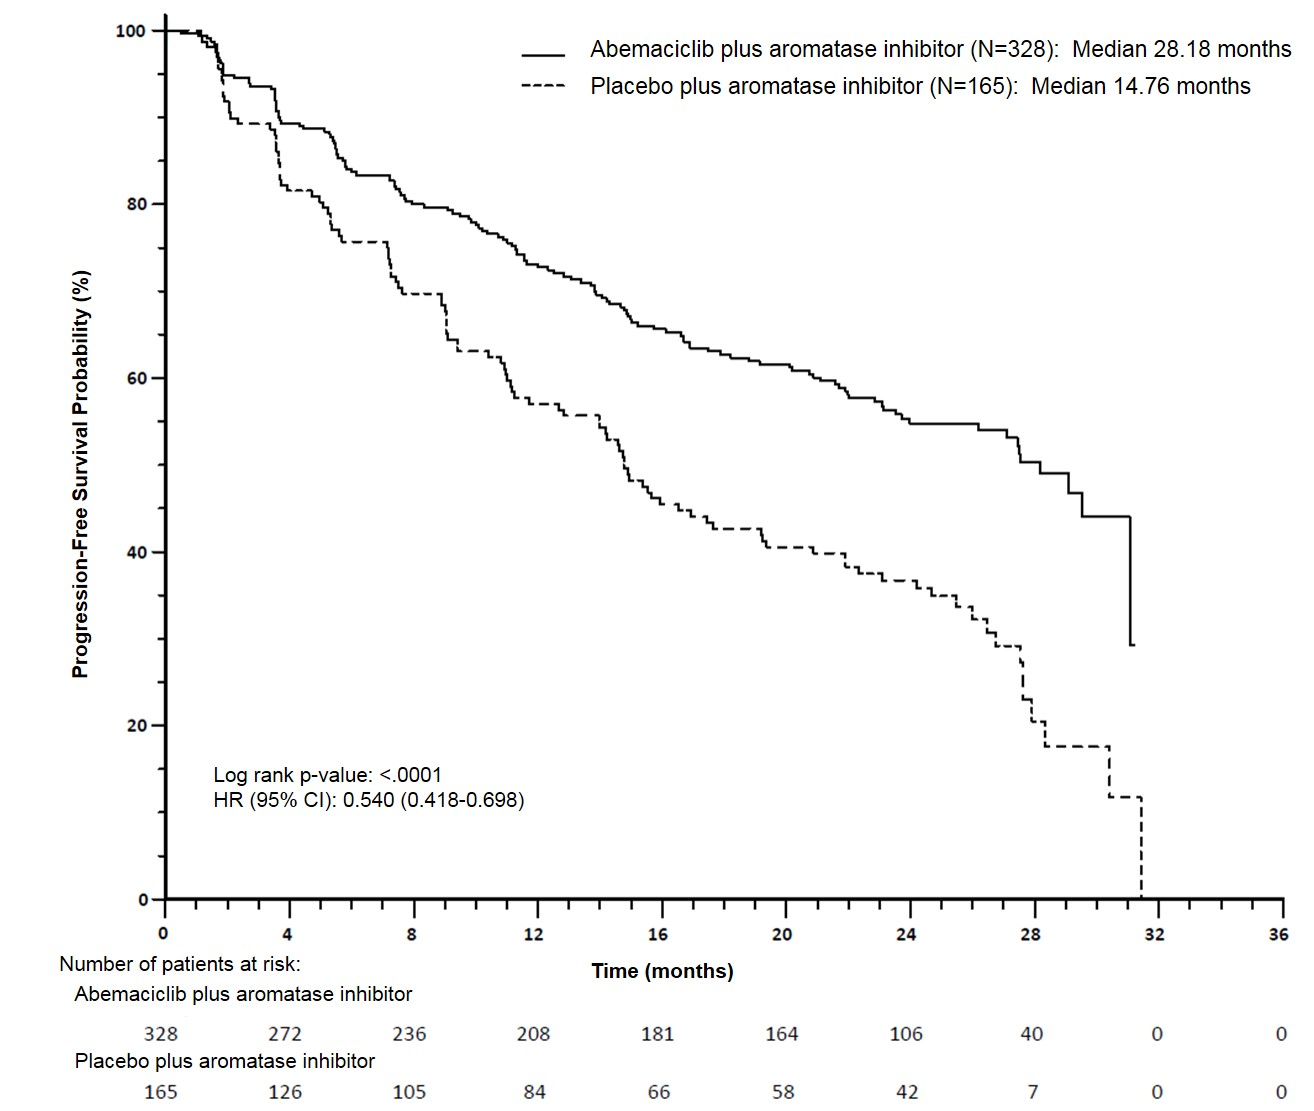 Abemaciclib plus aromatase inhibitor (N=328): Median 28.18 months
Placebo plus aromatase inhibitor (N=165): Median 14.76 months
Progression-Free Survival Probability (%)
100
80
60
40
20
0
Log rank p-value: <.0001
HR (95% CI): 0.540 (0.418-0.698)
0 4 8 12 16 20 24 28 32 36
Time (months)
Number of patients at risk:
Abemaciclib plus aromatase inhibitor
328 272 236 208 181 164 106 40 0 0
Placebo plus aromatase inhibitor
165 126 105 84 66 58 42 7 0 0